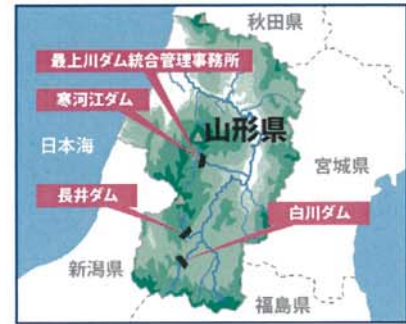 秋田県
最上川ダム統合管理事務所
寒河江ダム
山形県
日本海
宮城県
長井ダム
白川ダム
新潟県
福島県